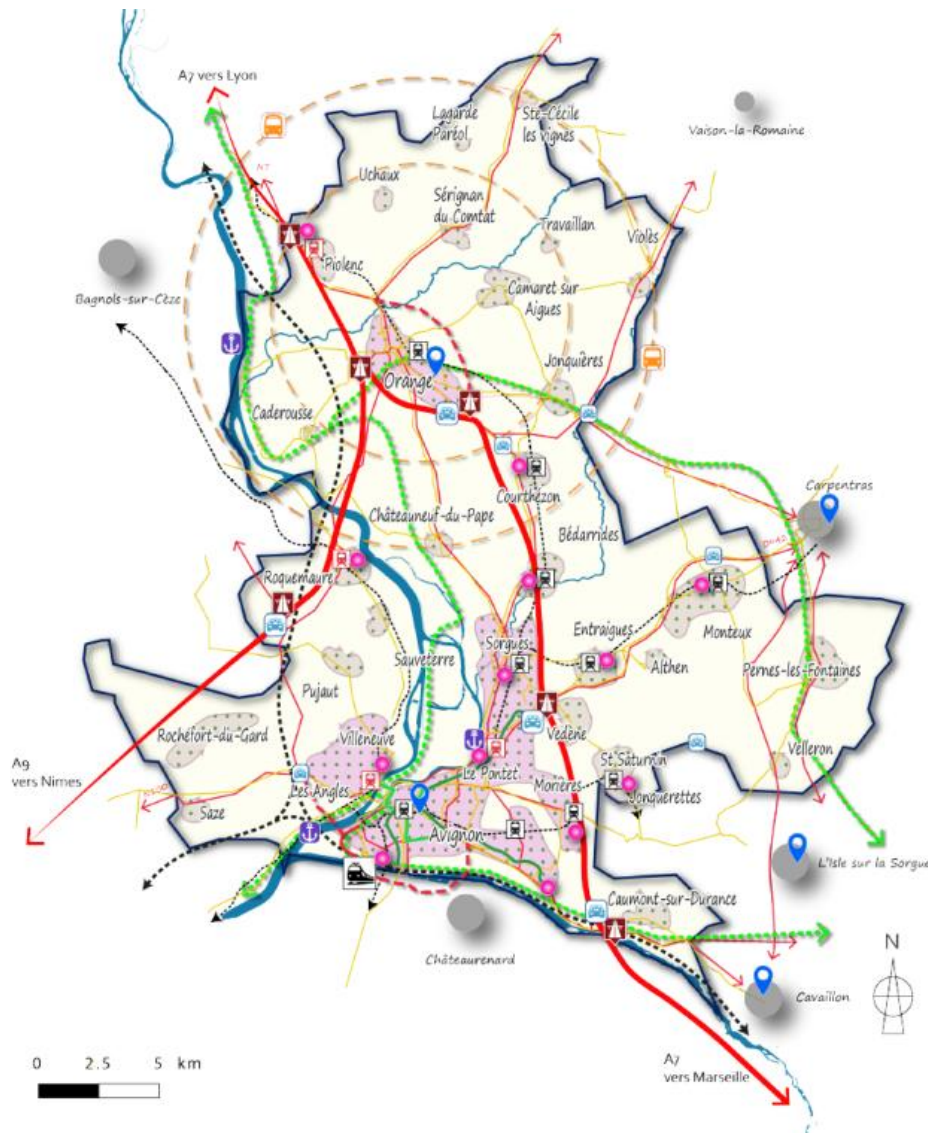 A7 vers Lyon
N7
Lagarde
Paréol
Ste-Cécile
les vignes
Vaison-la-Romaine
Uchaux
Sérignan
du Comtat
Travaillan
Violès
Piolenc
Bagnols-sur-Cèze
Camaret sur
Aigues
Orange
Jonquières
Caderousse
Carpentras
Courthézon
Châteauneuf-du-Pape
Bédarrides
D942
Roquemaure
Entraigues
Monteux
Sorgues
Althen
Sauveterre
Pernes-les-Fontaines
Pujaut
Rochefort-du-Gard
Villeneuve
Vedène
Velleron
A9
vers Nimes
St Saturnin
Le Pontet
Les Angles
Morières
Jonquerettes
Saze
Avignon
L'Isle sur la Sorgue
Caumont-sur-Durance
N
Châteaurenard
Cavaillon
0 2.5 5 km
A7
vers Marseille